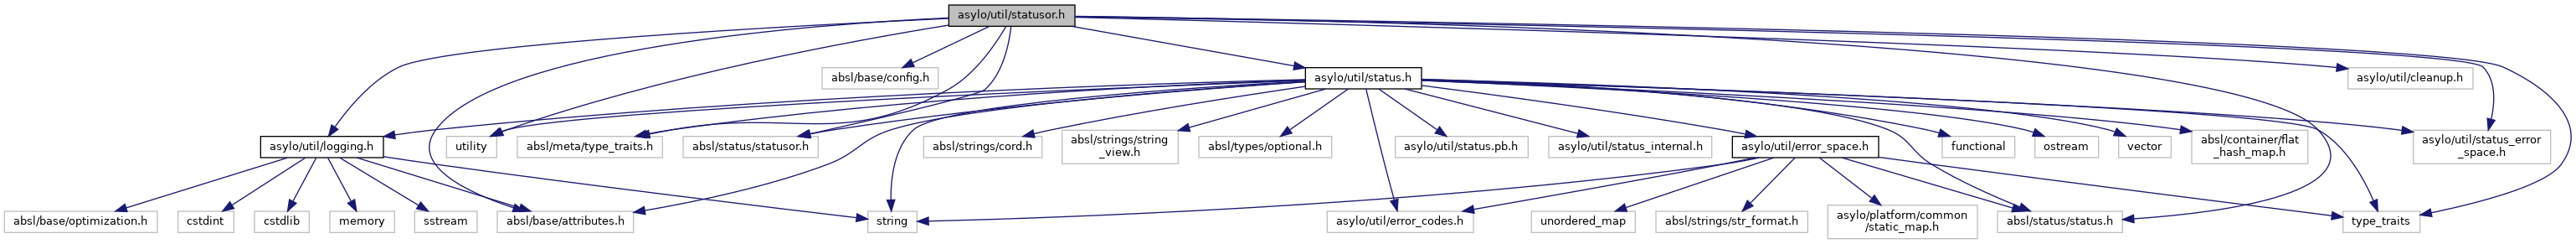 asylo/util/statusor.h
absl/base/config.h
asylo/util/status.h
asylo/util/cleanup.h
asylo/util/logging.h
utility
absl/meta/type_traits.h
absl/status/statusor.h
absl/strings/cord.h
absl/strings/string
_view.h
absl/types/optional.h
asylo/util/status.pb.h
asylo/util/status_internal.h
asylo/util/error_space.h
functional
ostream
vector
absl/container/flat
_hash_map.h
asylo/util/status_error
_space.h
absl/base/optimization.h
cstdint
cstdlib
memory
sstream
absl/base/attributes.h
string
asylo/util/error_codes.h
unordered_map
absl/strings/str_format.h
asylo/platform/common
/static_map.h
absl/status/status.h
type_traits